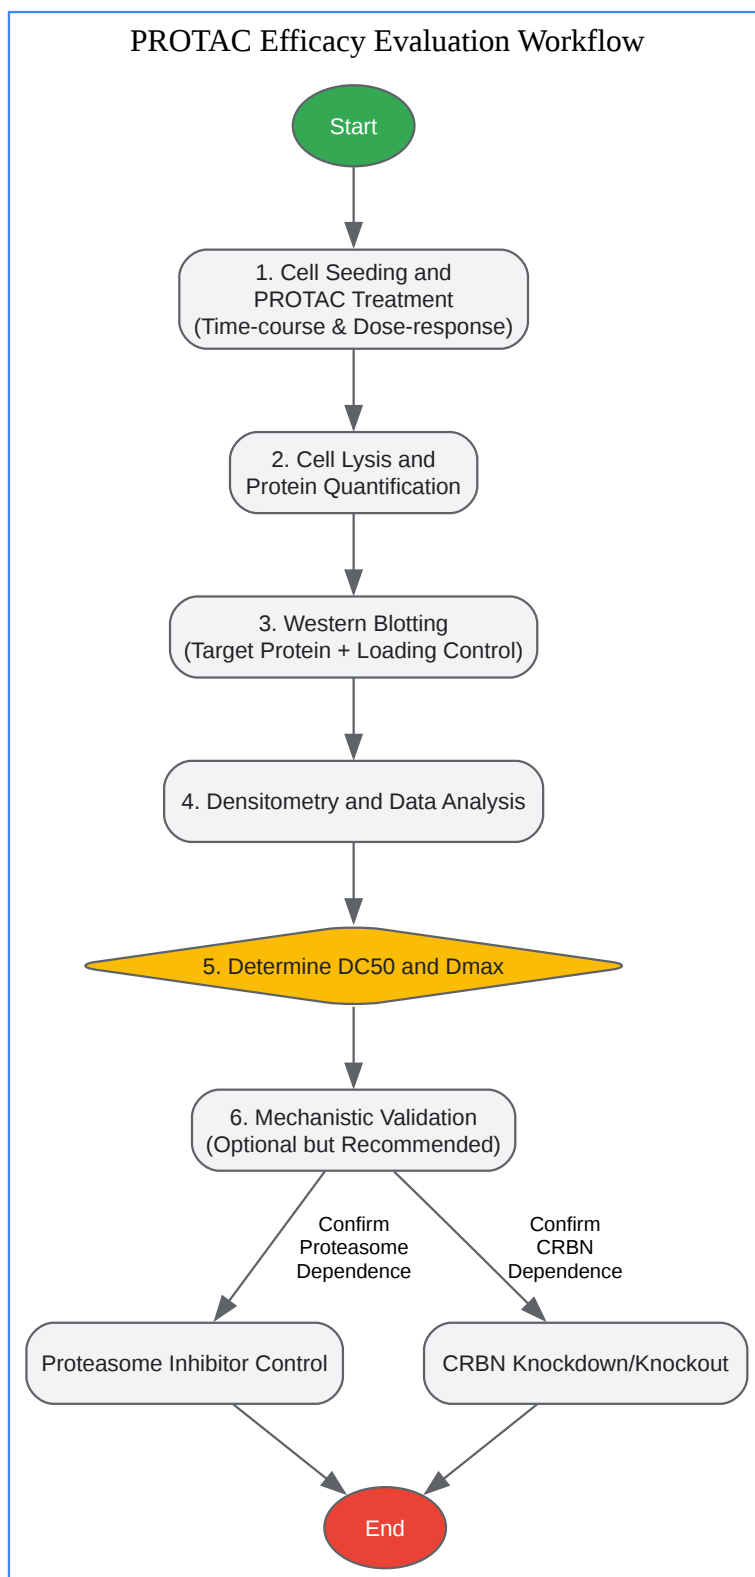 PROTAC Efficacy Evaluation Workflow
Start
1. Cell Seeding and
PROTAC Treatment
(Time-course & Dose-response)
2. Cell Lysis and
Protein Quantification
3. Western Blotting
(Target Protein + Loading Control)
4. Densitometry and Data Analysis
5. Determine DC50 and Dmax
6. Mechanistic Validation
(Optional but Recommended)
Confirm
Proteasome
Dependence
Confirm
CRBN
Dependence
Proteasome Inhibitor Control
CRBN Knockdown/Knockout
End